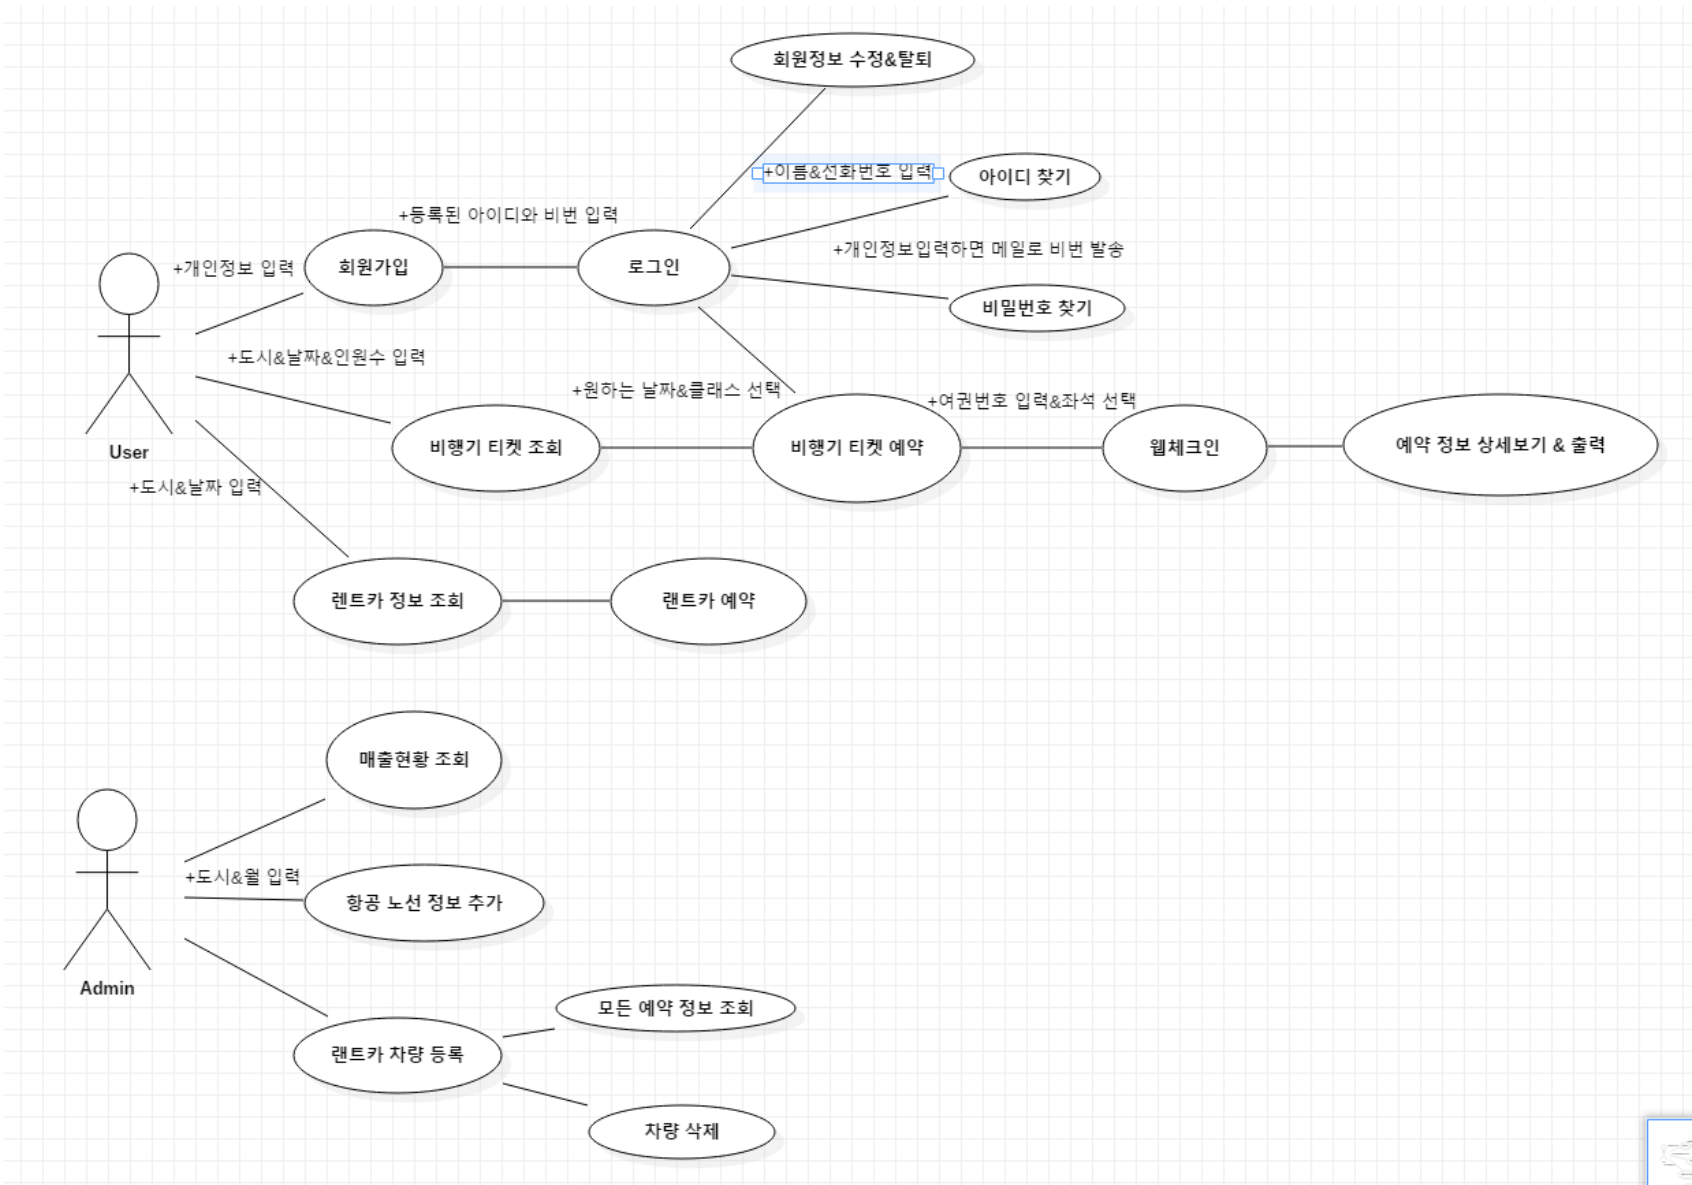 회원정보 수정&탈퇴
+이름&전화번호 입력
아이디 찾기
+등록된 아이디와 비번 입력
+개인정보입력하면 메일로 비번 발송
+개인정보 입력
회원가입
로그인
비밀번호 찾기
+도시&날짜&인원수 입력
+원하는 날짜&클래스 선택
+여권번호 입력&좌석 선택
User
비행기 티켓 조회
비행기 티켓 예약
웹체크인
예약 정보 상세보기 & 출력
+도시&날짜 입력
렌트카 정보 조회
랜트카 예약
매출현황 조회
+도시&월 입력
항공 노선 정보 추가
Admin
모든 예약 정보 조회
랜트카 차량 등록
차량 삭제